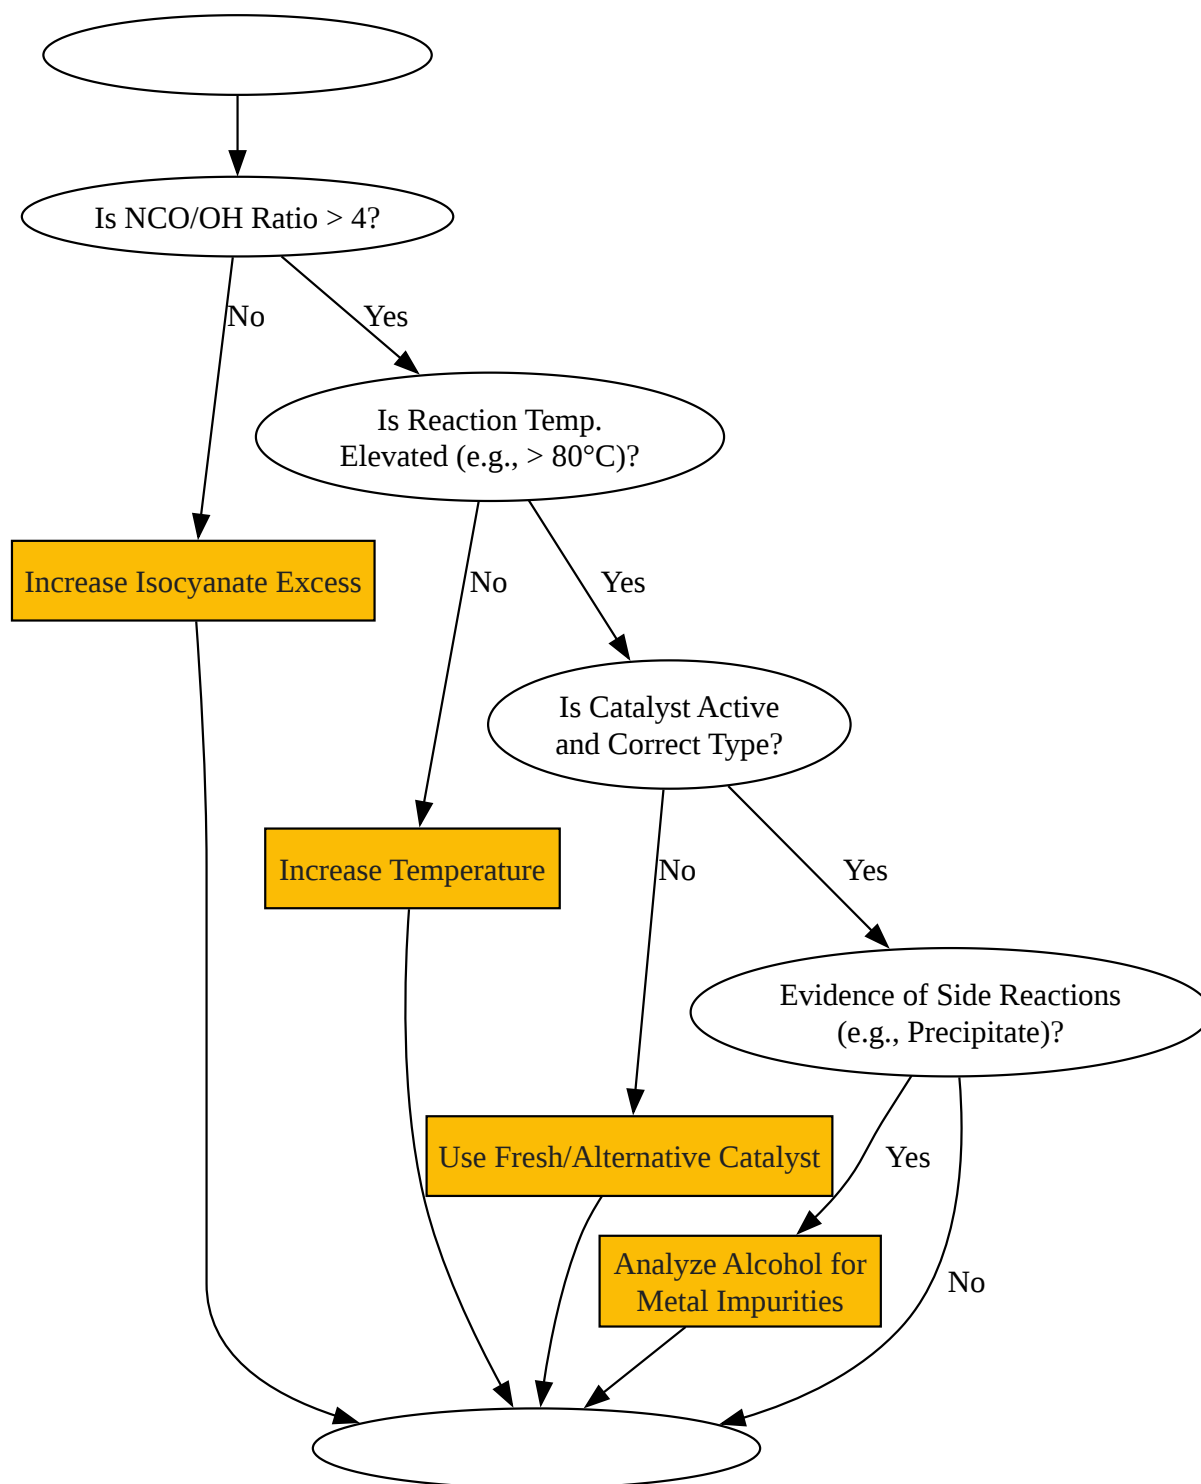 Is NCO/OH Ratio > 4?
No
Yes
Is Reaction Temp.
Elevated (e.g., > 80°C)?
Increase Isocyanate Excess
No
Yes
Is Catalyst Active
and Correct Type?
Increase Temperature
No
Yes
Evidence of Side Reactions
(e.g., Precipitate)?
Use Fresh/Alternative Catalyst
Yes
Analyze Alcohol for
Metal Impurities
No